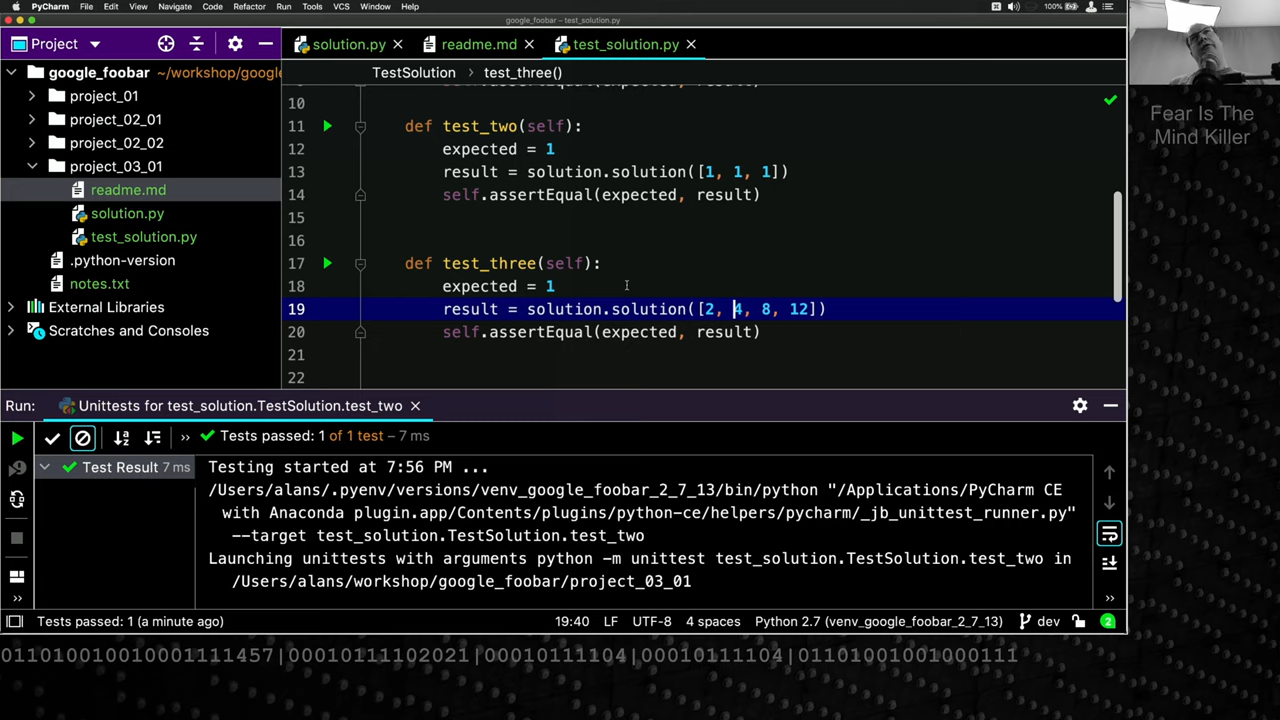 PyCharm File Edit View Navigate Code Refactor Run Tools VCS Window Help 100%
google_foobar – test_solution.py
Project
solution.py
readme.md
test_solution.py
google_foobar ~/workshop/google
TestSolution > test_three()
project_01
project_02_01
project_02_02
project_03_01
readme.md
solution.py
test_solution.py
.python-version
notes.txt
External Libraries
Scratches and Consoles
self.assertEqual(expected, result)
10
11 def test_two(self):
12 expected = 1
13 result = solution.solution([1, 1, 1])
14 self.assertEqual(expected, result)
15
16
17 def test_three(self):
18 expected = 1
19 result = solution.solution([2, 4, 8, 12])
20 self.assertEqual(expected, result)
21
22
Fear Is The
Mind Killer
Run: Unittests for test_solution.TestSolution.test_two
Tests passed: 1 of 1 test – 7 ms
Test Result 7 ms
Testing started at 7:56 PM ...
/Users/alans/.pyenv/versions/venv_google_foobar_2_7_13/bin/python "/Applications/PyCharm CE
with Anaconda plugin.app/Contents/plugins/python-ce/helpers/pycharm/_jb_unittest_runner.py"
--target test_solution.TestSolution.test_two
Launching unittests with arguments python -m unittest test_solution.TestSolution.test_two in
/Users/alans/workshop/google_foobar/project_03_01
Tests passed: 1 (a minute ago) 19:40 LF UTF-8 4 spaces Python 2.7 (venv_google_foobar_2_7_13) dev 2
011010010010001111457|00010111102021|00010111104|00010111104|011010010010001​11